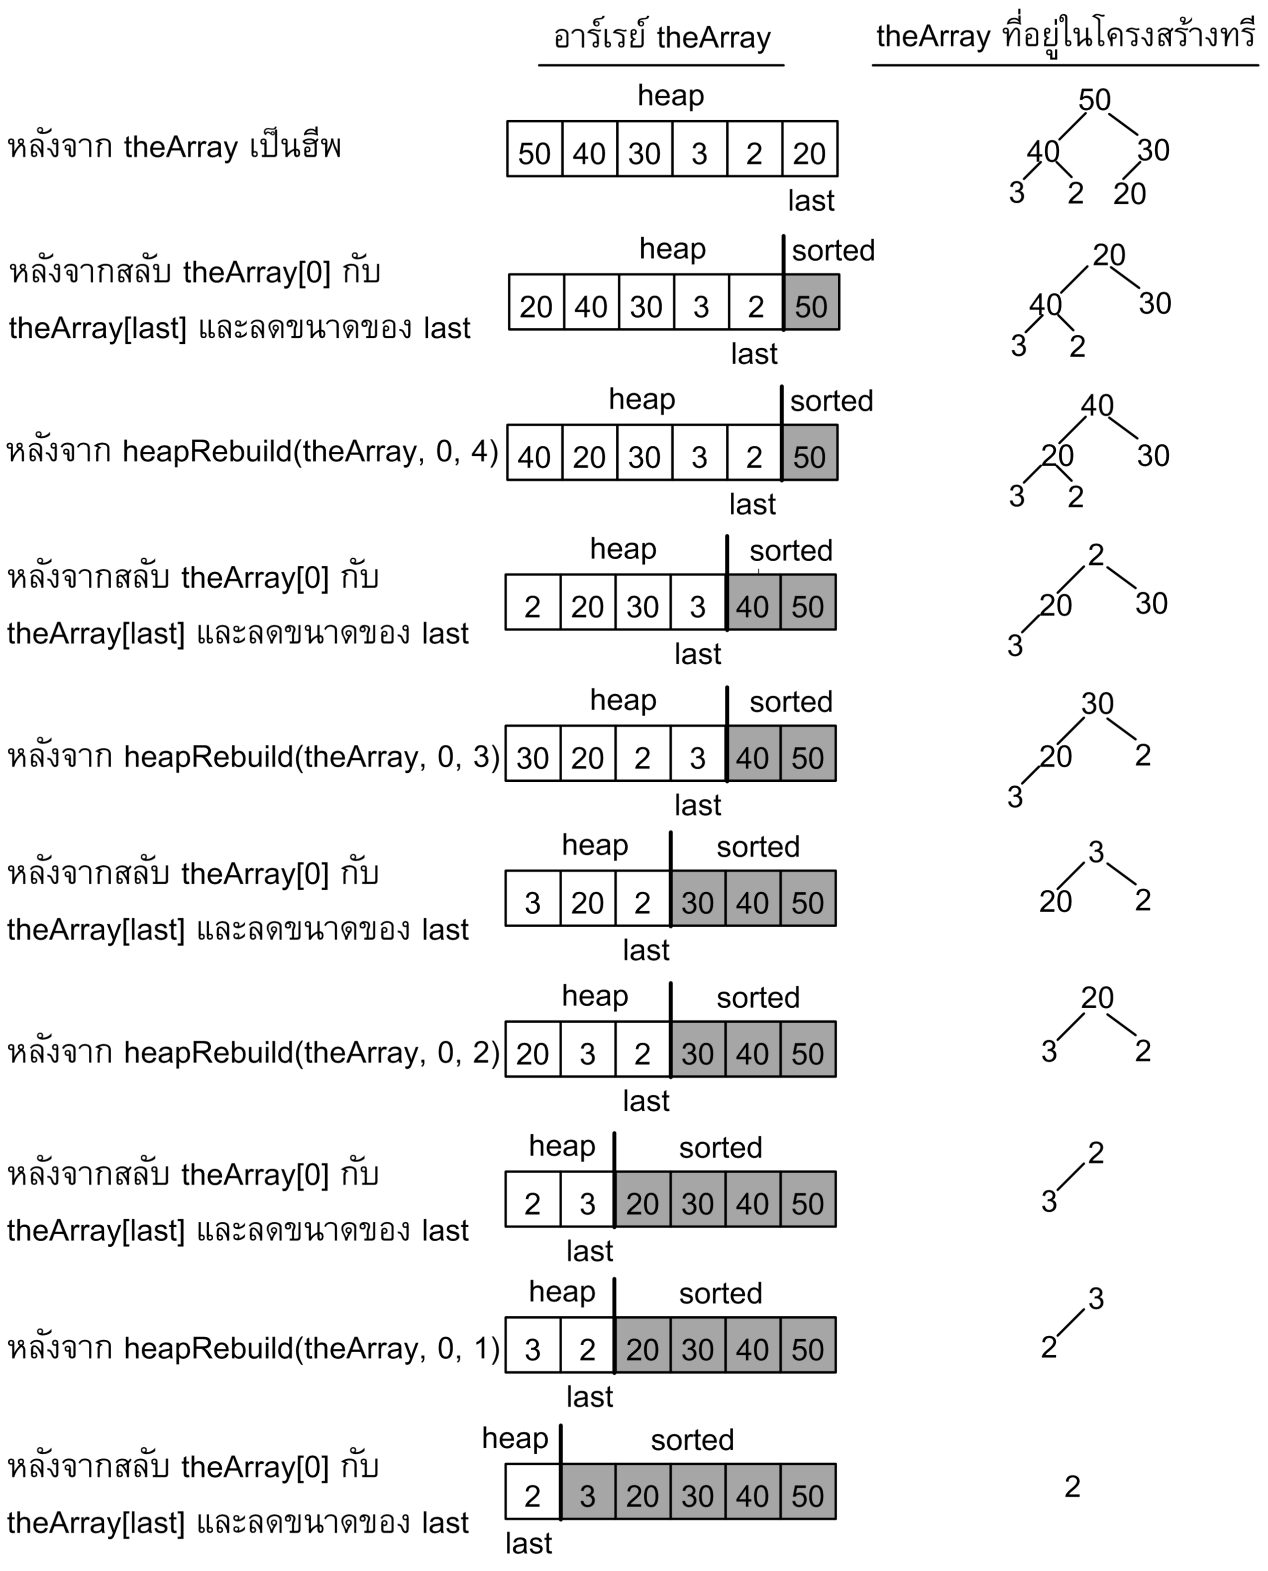 อาร์เรย์ theArray
theArray ที่อยู่ในโครงสร้างทรี
heap
หลังจาก theArray เป็นฮีพ
50 40 30 3 2 20
last
50
40 30
3 2 20
heap sorted
หลังจากสลับ theArray[0] กับ
theArray[last] และลดขนาดของ last
20 40 30 3 2 50
last
20
40 30
3 2
heap sorted
หลังจาก heapRebuild(theArray, 0, 4)
40 20 30 3 2 50
last
40
20 30
3 2
heap sorted
หลังจากสลับ theArray[0] กับ
theArray[last] และลดขนาดของ last
2 20 30 3 40 50
last
2
20 30
3
heap sorted
หลังจาก heapRebuild(theArray, 0, 3)
30 20 2 3 40 50
last
30
20 2
3
heap sorted
หลังจากสลับ theArray[0] กับ
theArray[last] และลดขนาดของ last
3 20 2 30 40 50
last
3
20 2
heap sorted
หลังจาก heapRebuild(theArray, 0, 2)
20 3 2 30 40 50
last
20
3 2
heap sorted
หลังจากสลับ theArray[0] กับ
theArray[last] และลดขนาดของ last
2 3 20 30 40 50
last
2
3
heap sorted
หลังจาก heapRebuild(theArray, 0, 1)
3 2 20 30 40 50
last
3
2
heap sorted
หลังจากสลับ theArray[0] กับ
theArray[last] และลดขนาดของ last
2 3 20 30 40 50
last
2